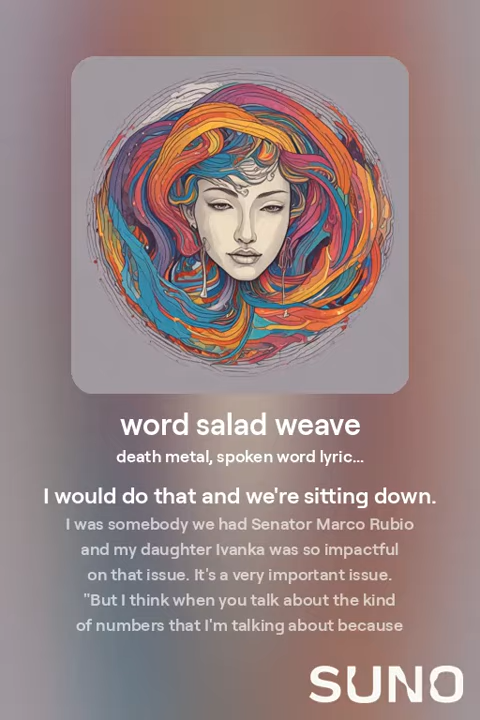 word salad weave
death metal, spoken word lyric...
I would do that and we're sitting down.
I was somebody we had Senator Marco Rubio
and my daughter Ivanka was so impactful
on that issue. It's a very important issue.
"But I think when you talk about the kind
of numbers that I'm talking about because
SUNO